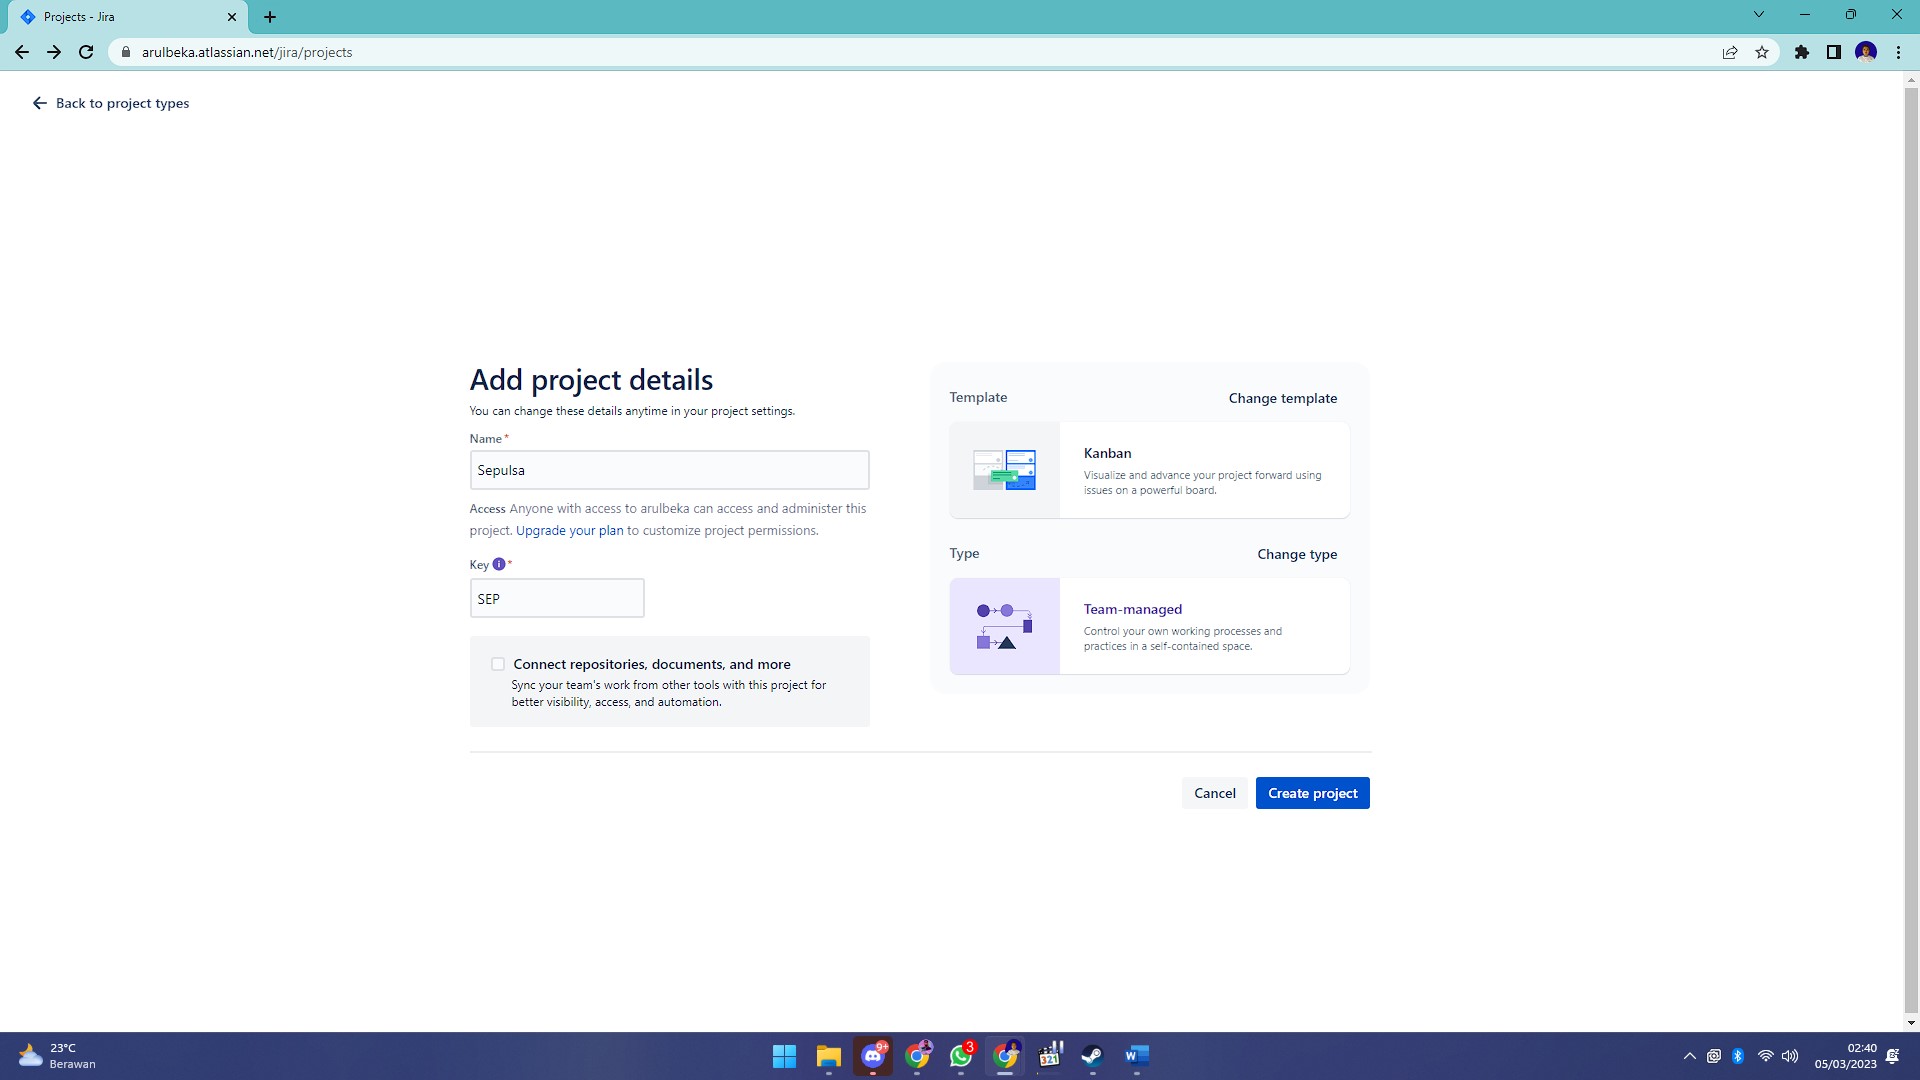 Projects - Jira
arulbeka.atlassian.net/jira/projects
Back to project types
Add project details
You can change these details anytime in your project settings.
Name*
Sepulsa
Access Anyone with access to arulbeka can access and administer this
project. Upgrade your plan to customize project permissions.
Key *
SEP
Connect repositories, documents, and more
Sync your team's work from other tools with this project for
better visibility, access, and automation.
Template
Change template
Kanban
Visualize and advance your project forward using
issues on a powerful board.
Type
Change type
Team-managed
Control your own working processes and
practices in a self-contained space.
Cancel
Create project
23°C
Berawan
9+
3
321
W
02:40
05/03/2023